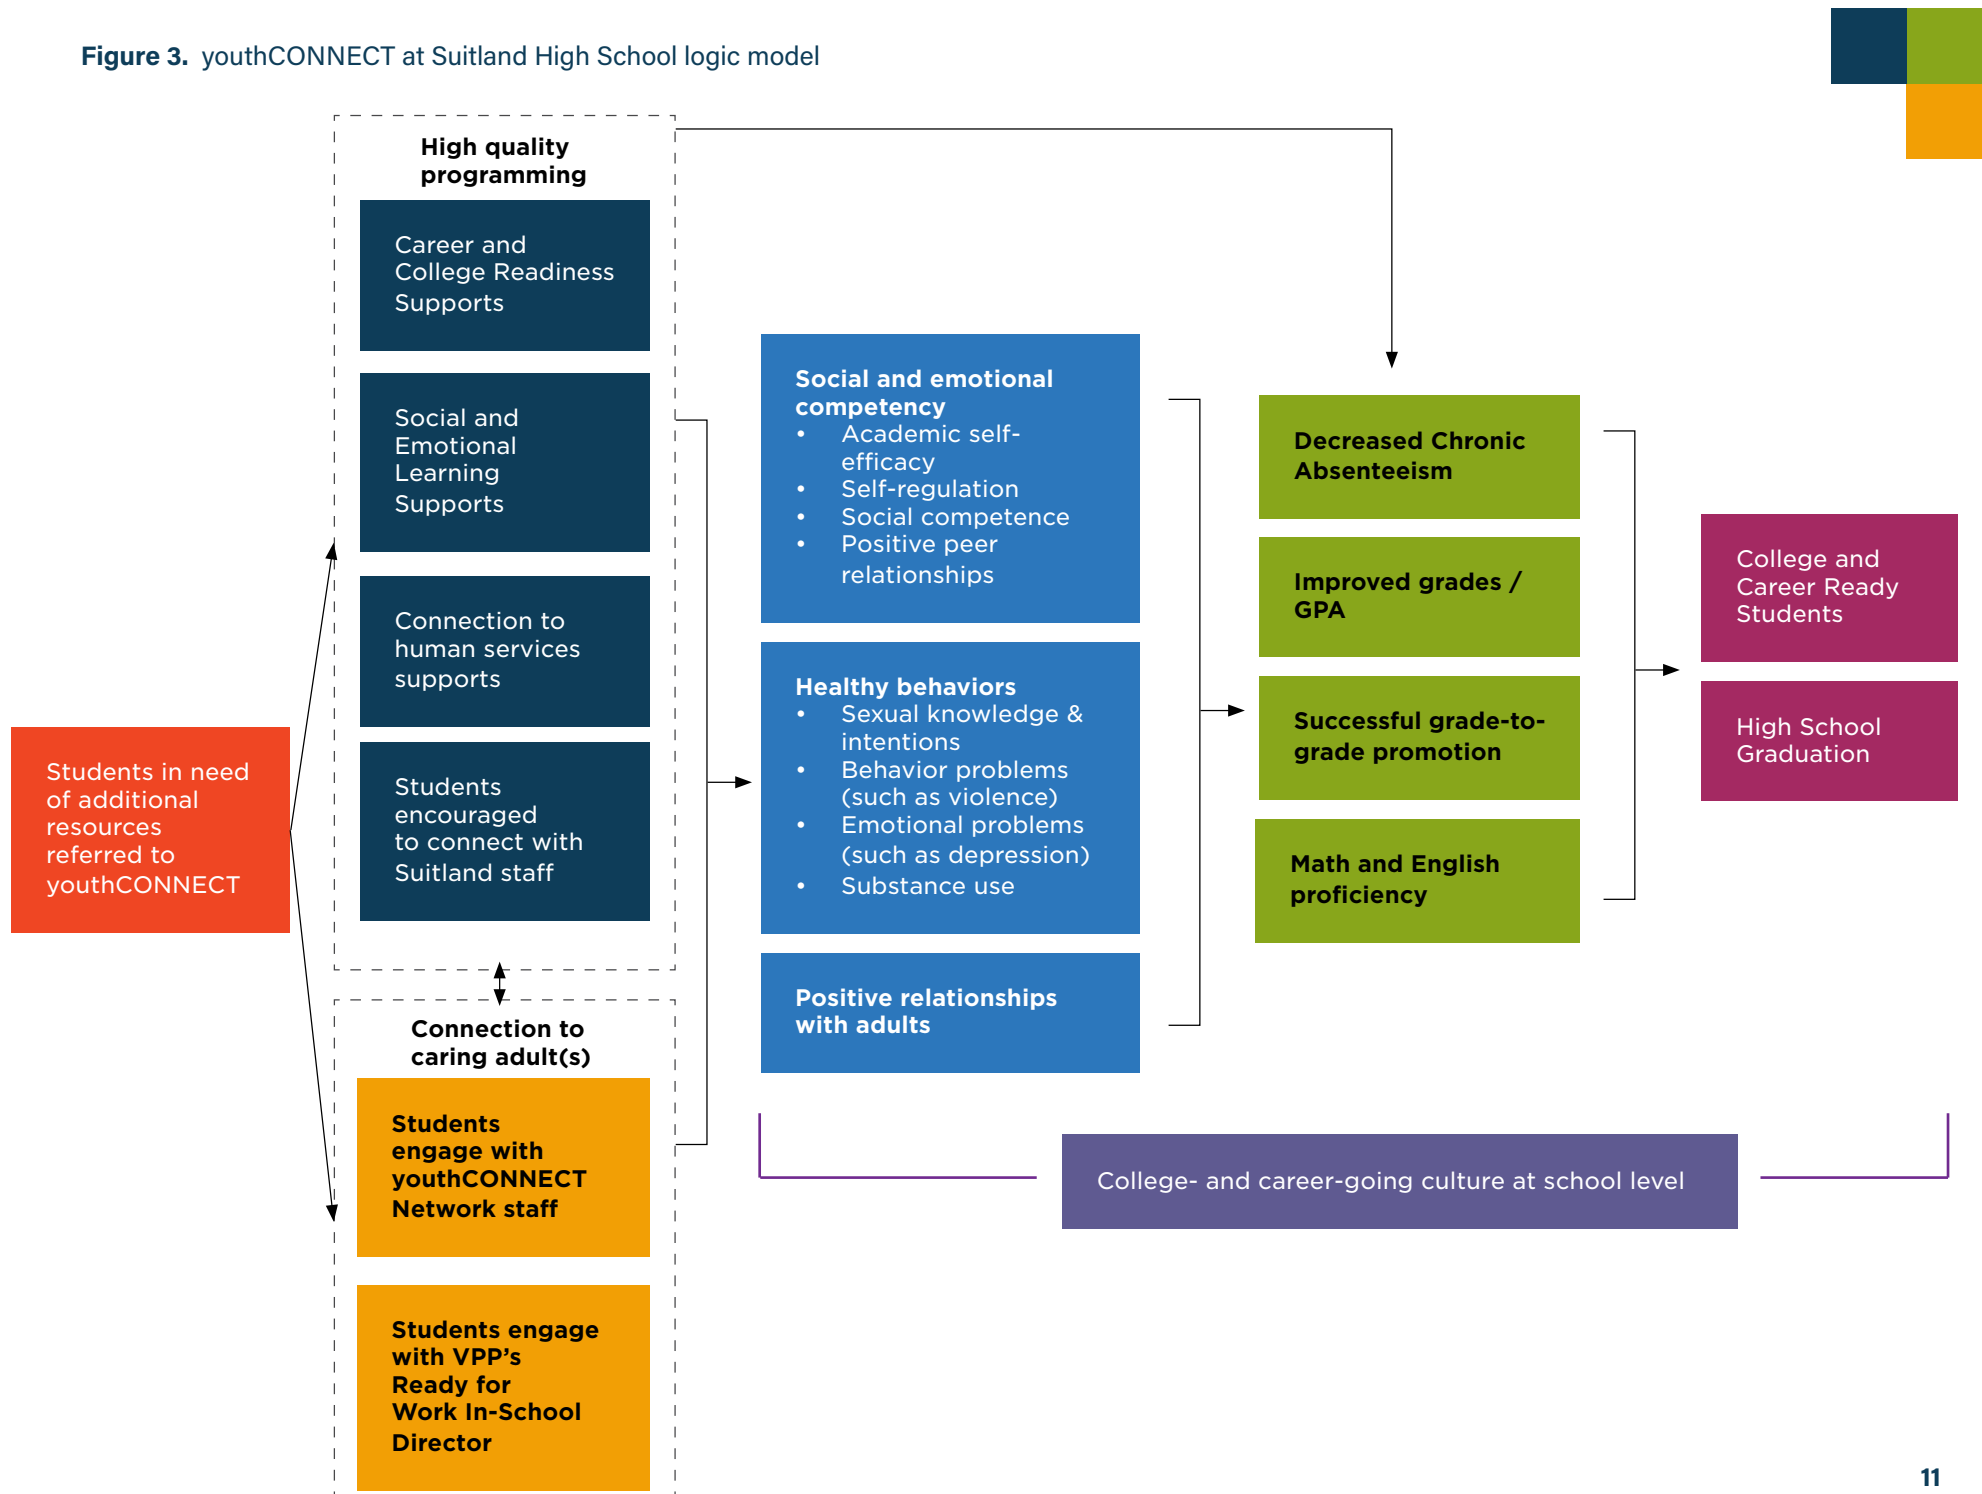 Figure 3. youthCONNECT at Suitland High School logic model
High quality
programming
Career and
College Readiness
Supports
Social and
Emotional
Learning
Supports
Connection to
human services
supports
Students
encouraged
to connect with
Suitland staff
Students in need
of additional
resources
referred to
youthCONNECT
Connection to
caring adult(s)
Students
engage with
youthCONNECT
Network staff
Students engage
with VPP’s
Ready for
Work In-School
Director
Social and emotional
competency
• Academic self-
efficacy
• Self-regulation
• Social competence
• Positive peer
relationships
Healthy behaviors
• Sexual knowledge &
intentions
• Behavior problems
(such as violence)
• Emotional problems
(such as depression)
• Substance use
Positive relationships
with adults
Decreased Chronic
Absenteeism
Improved grades /
GPA
Successful grade-to-
grade promotion
Math and English
proficiency
College and
Career Ready
Students
High School
Graduation
College- and career-going culture at school level
11